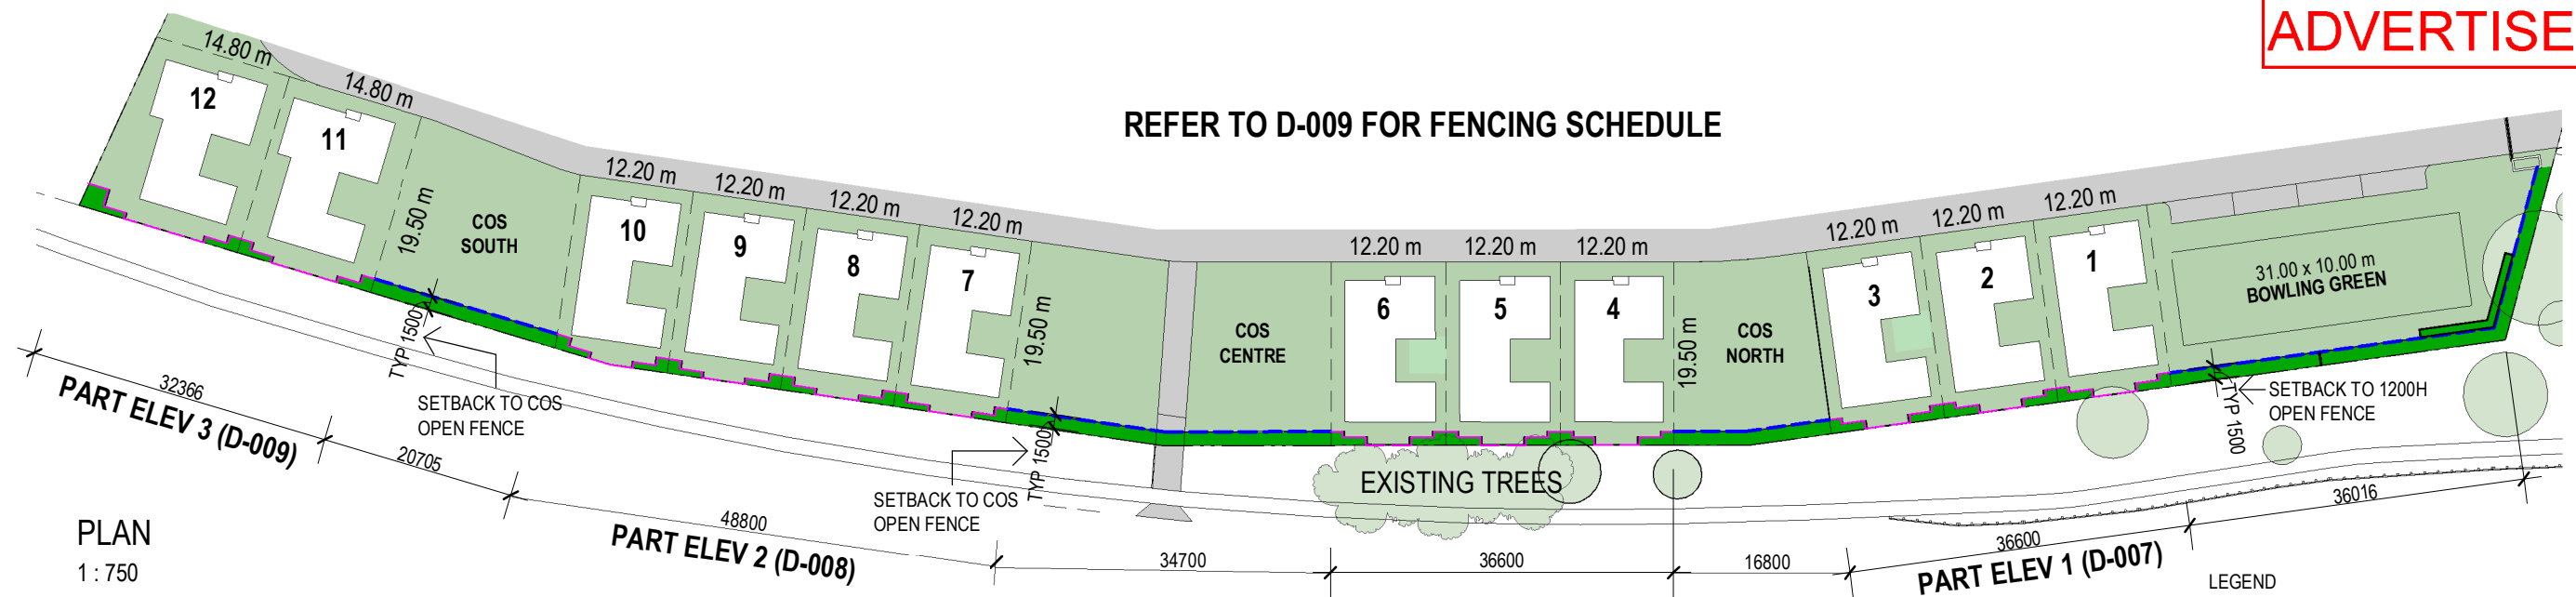 ADVERTISE
REFER TO D-009 FOR FENCING SCHEDULE
14.80 m
14.80 m
12.20 m
12.20 m
12.20 m
12.20 m
12.20 m
12.20 m
12.20 m
12.20 m
12.20 m
12.20 m
12
11
10
9
8
7
6
5
4
3
2
1
19.50 m
COS
SOUTH
19.50 m
COS
CENTRE
19.50 m
COS
NORTH
31.00 x 10.00 m
BOWLING GREEN
TYP 1500
SETBACK TO COS
OPEN FENCE
TYP 1500
SETBACK TO COS
OPEN FENCE
EXISTING TREES
TYP 1500
SETBACK TO 1200H
OPEN FENCE
32366
PART ELEV 3 (D-009)
20705
48800
PART ELEV 2 (D-008)
34700
36600
16800
36600
PART ELEV 1 (D-007)
36016
PLAN
1 : 750
LEGEND